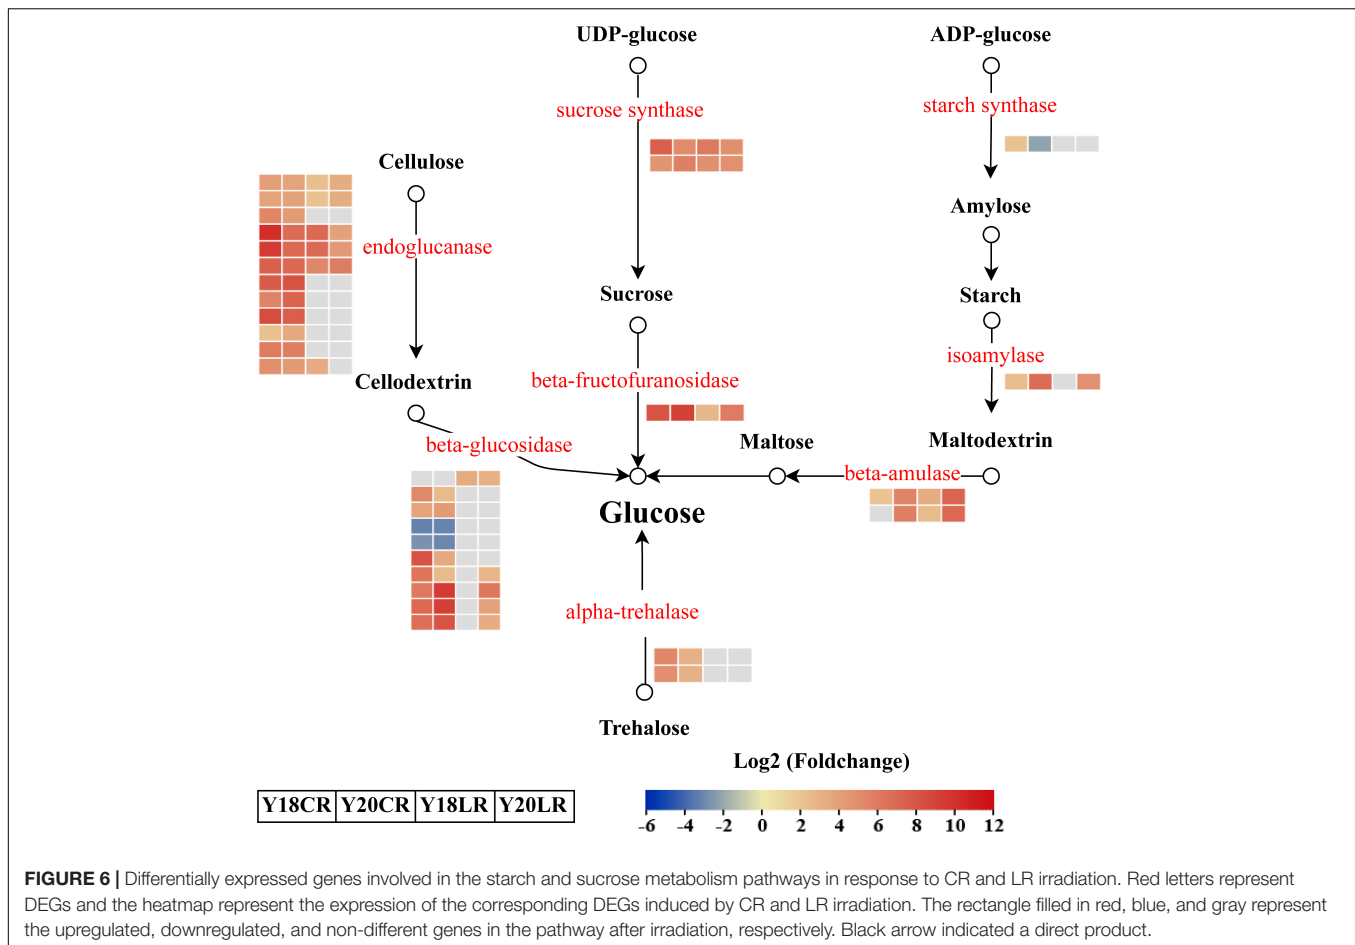 UDP-glucose
ADP-glucose
sucrose synthase
starch synthase
Cellulose
Amylose
endoglucanase
Sucrose
Starch
isoamylase
Cellodextrin
beta-fructofuranosidase
beta-glucosidase
Maltose
Maltodextrin
beta-amulase
Glucose
alpha-trehalase
Trehalose
Log2 (Foldchange)
Y18CR Y20CR Y18LR Y20LR
-6 -4 -2 0 2 4 6 8 10 12
FIGURE 6 | Differentially expressed genes involved in the starch and sucrose metabolism pathways in response to CR and LR irradiation. Red letters represent
DEGs and the heatmap represent the expression of the corresponding DEGs induced by CR and LR irradiation. The rectangle filled in red, blue, and gray represent
the upregulated, downregulated, and non-different genes in the pathway after irradiation, respectively. Black arrow indicated a direct product.